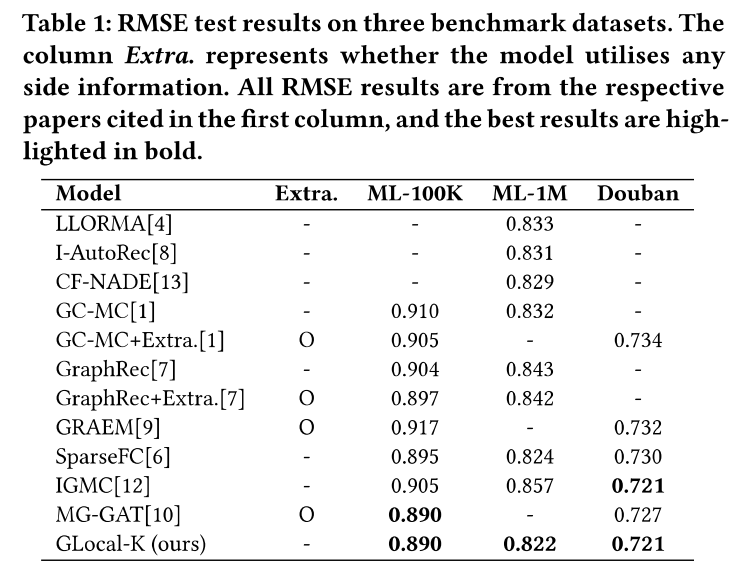 Table 1: RMSE test results on three benchmark datasets. The
column Extra. represents whether the model utilises any
side information. All RMSE results are from the respective
papers cited in the first column, and the best results are high-
lighted in bold.
Model Extra. ML-100K ML-1M Douban
LLORMA[4] - - 0.833 -
I-AutoRec[8] - - 0.831 -
CF-NADE[13] - - 0.829 -
GC-MC[1] - 0.910 0.832 -
GC-MC+Extra.[1] O 0.905 - 0.734
GraphRec[7] - 0.904 0.843 -
GraphRec+Extra.[7] O 0.897 0.842 -
GRAEM[9] O 0.917 - 0.732
SparseFC[6] - 0.895 0.824 0.730
IGMC[12] - 0.905 0.857 0.721
MG-GAT[10] O 0.890 - 0.727
GLocal-K (ours) - 0.890 0.822 0.721